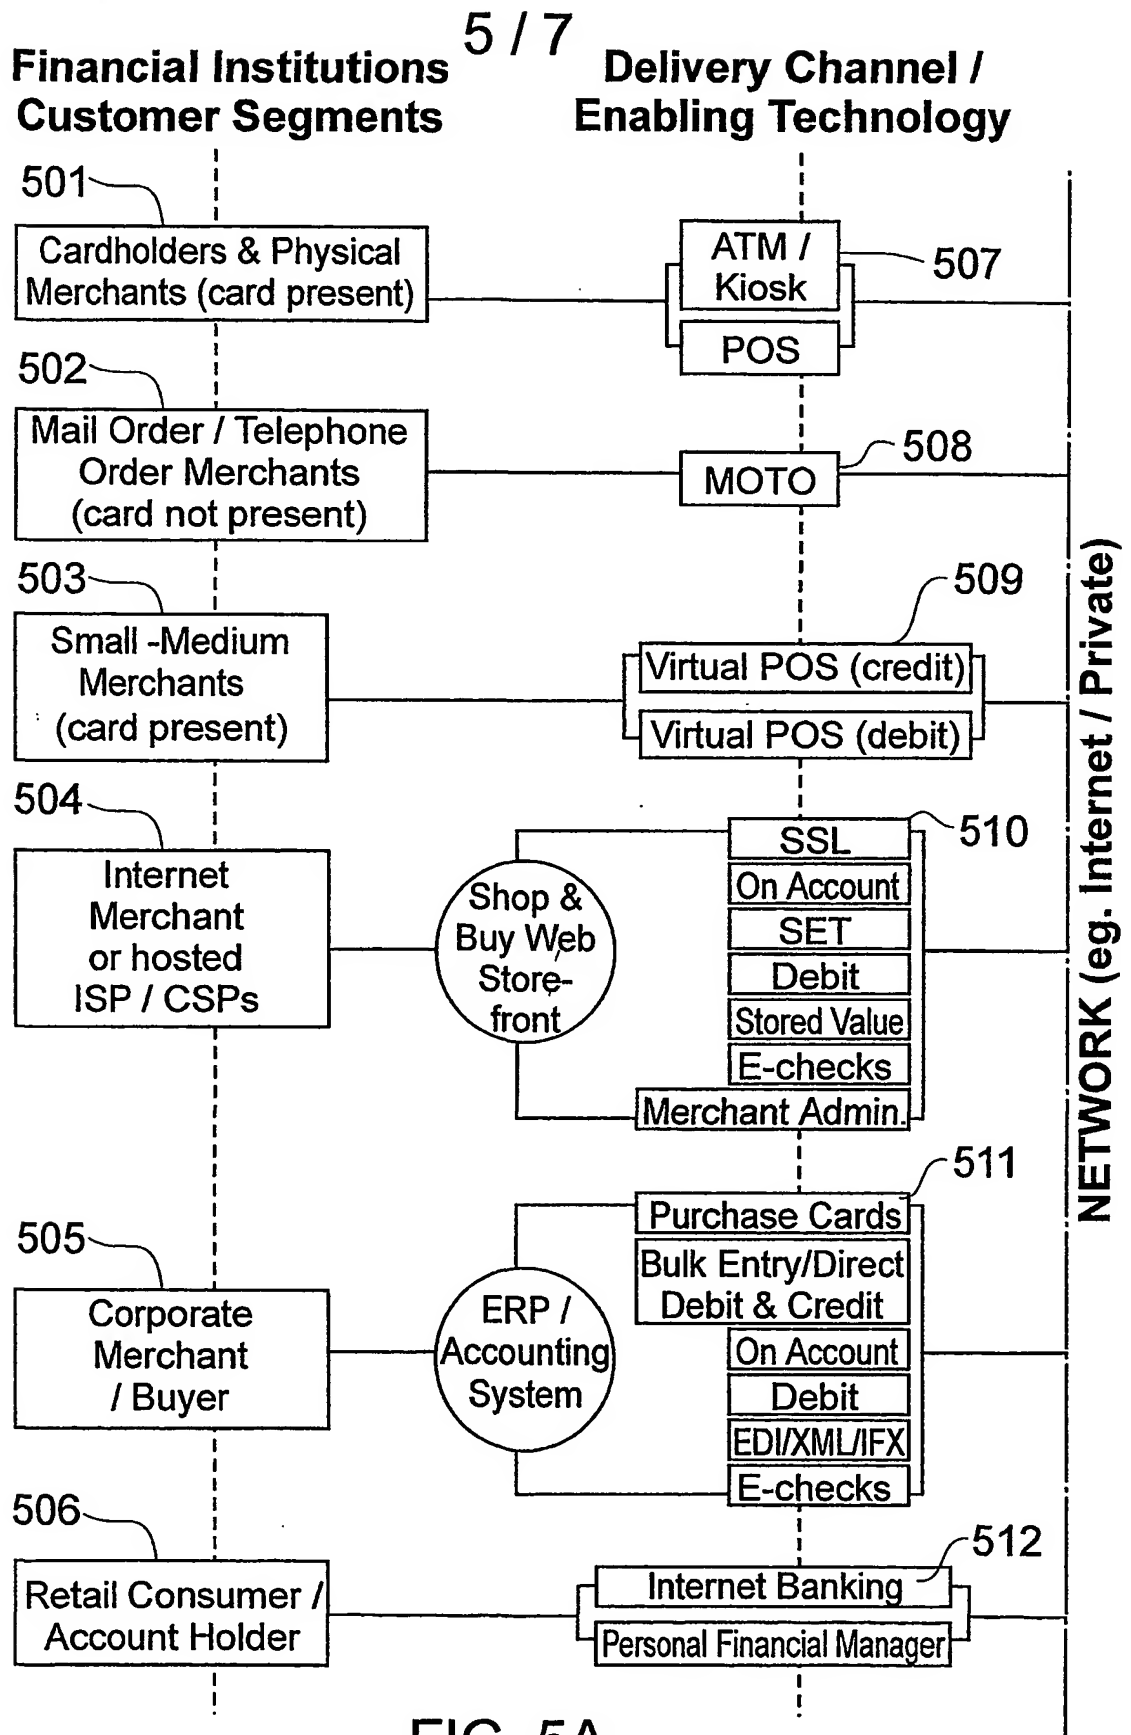 5 / 7
Financial Institutions
Customer Segments
Delivery Channel /
Enabling Technology
501
Cardholders & Physical
Merchants (card present)
ATM /
Kiosk
POS
507
502
Mail Order / Telephone
Order Merchants
(card not present)
MOTO
508
503
Small -Medium
Merchants
(card present)
509
Virtual POS (credit)
Virtual POS (debit)
504
Internet
Merchant
or hosted
ISP / CSPs
Shop &
Buy Web
Store-
front
510
SSL
On Account
SET
Debit
Stored Value
E-checks
Merchant Admin.
505
Corporate
Merchant
/ Buyer
ERP /
Accounting
System
511
Purchase Cards
Bulk Entry/Direct
Debit & Credit
On Account
Debit
EDI/XML/IFX
E-checks
506
Retail Consumer /
Account Holder
512
Internet Banking
Personal Financial Manager
NETWORK (eg. Internet / Private)
FIG. 5A